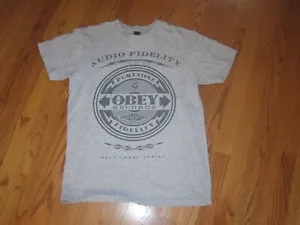 AUDIO FIDELITY
PURE TONE
OBEY
RECORDS
FIDELITY